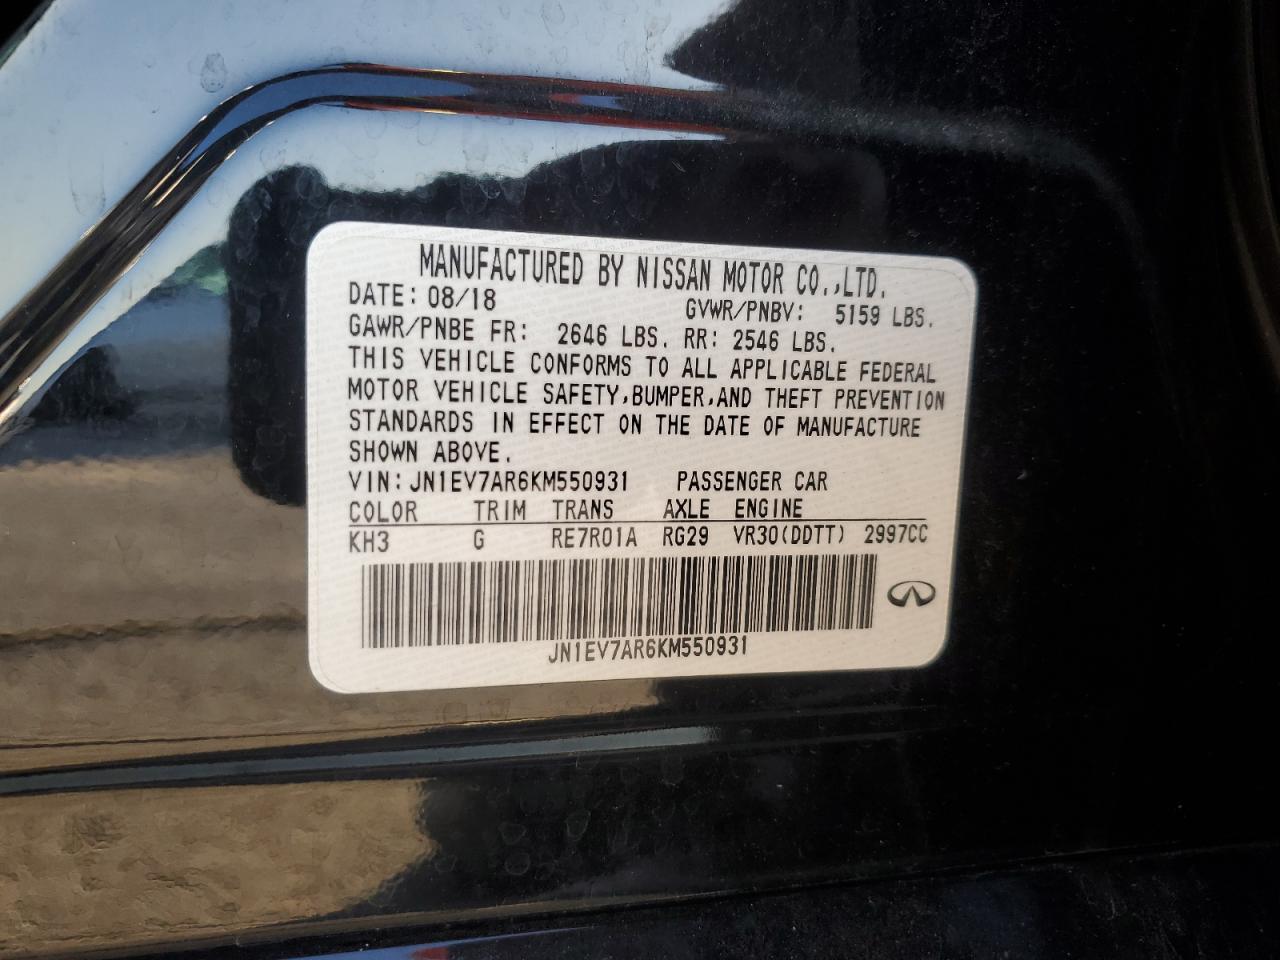 MANUFACTURED BY NISSAN MOTOR CO.,LTD.
DATE: 08/18 GVWR/PNBV: 5159 LBS.
GAWR/PNBE FR: 2646 LBS. RR: 2546 LBS.
THIS VEHICLE CONFORMS TO ALL APPLICABLE FEDERAL
MOTOR VEHICLE SAFETY,BUMPER,AND THEFT PREVENTION
STANDARDS IN EFFECT ON THE DATE OF MANUFACTURE
SHOWN ABOVE.
VIN:JN1EV7AR6KM550931 PASSENGER CAR
COLOR TRIM TRANS AXLE ENGINE
KH3 G RE7R01A RG29 VR30(DDTT) 2997CC
JN1EV7AR6KM550931